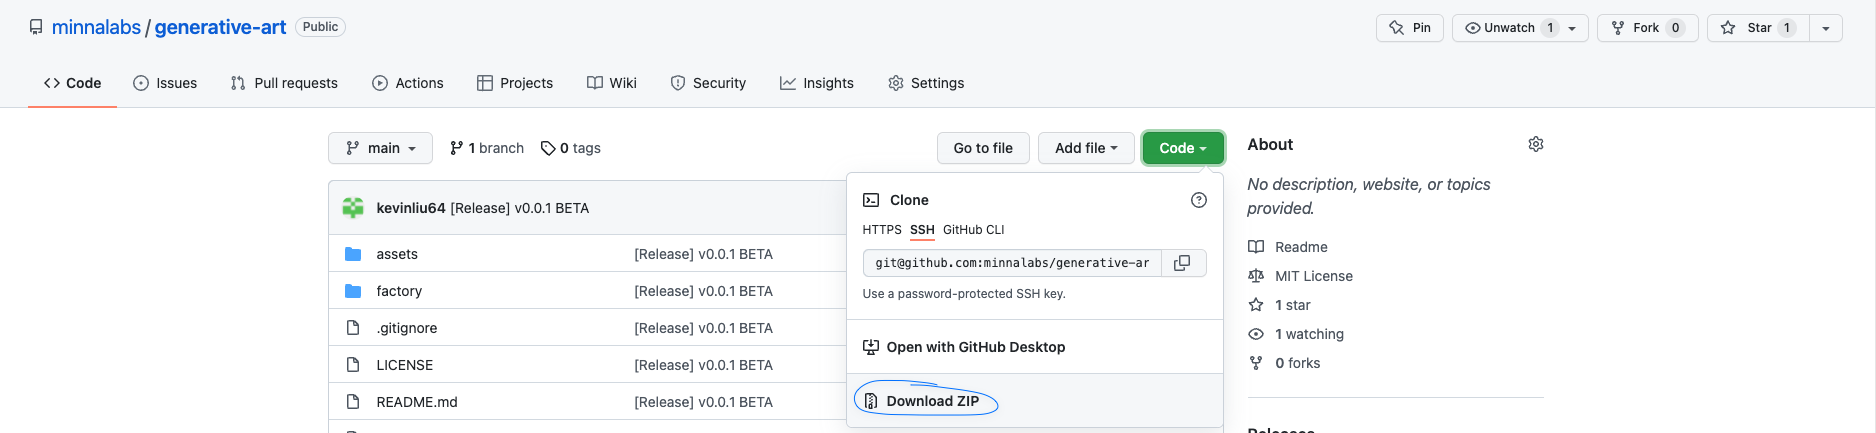 minnalabs / generative-art Public
Pin Unwatch 1 Fork 0 Star 1
Code Issues Pull requests Actions Projects Wiki Security Insights Settings
main 1 branch 0 tags Go to file Add file Code
kevinliu64 [Release] v0.0.1 BETA
assets [Release] v0.0.1 BETA
factory [Release] v0.0.1 BETA
.gitignore [Release] v0.0.1 BETA
LICENSE [Release] v0.0.1 BETA
README.md [Release] v0.0.1 BETA
Clone
HTTPS SSH GitHub CLI
git@github.com:minnalabs/generative-ar
Use a password-protected SSH key.
Open with GitHub Desktop
Download ZIP
About
No description, website, or topics
provided.
Readme
MIT License
1 star
1 watching
0 forks
Releases